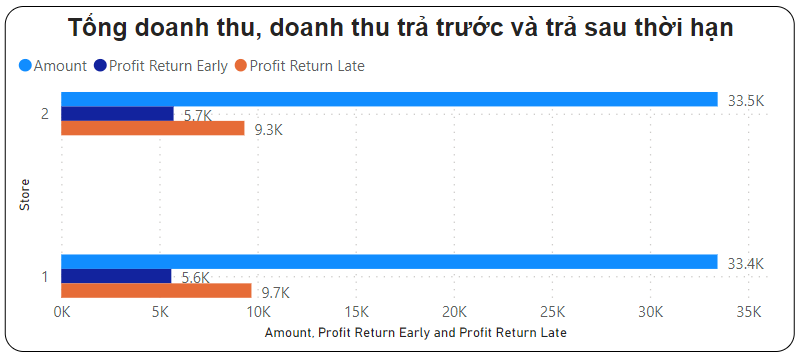 Tổng doanh thu, doanh thu trả trước và trả sau thời hạn
Amount Profit Return Early Profit Return Late
2
33.5K
5.7K
9.3K
Store
1
33.4K
5.6K
9.7K
0K 5K 10K 15K 20K 25K 30K 35K
Amount, Profit Return Early and Profit Return Late